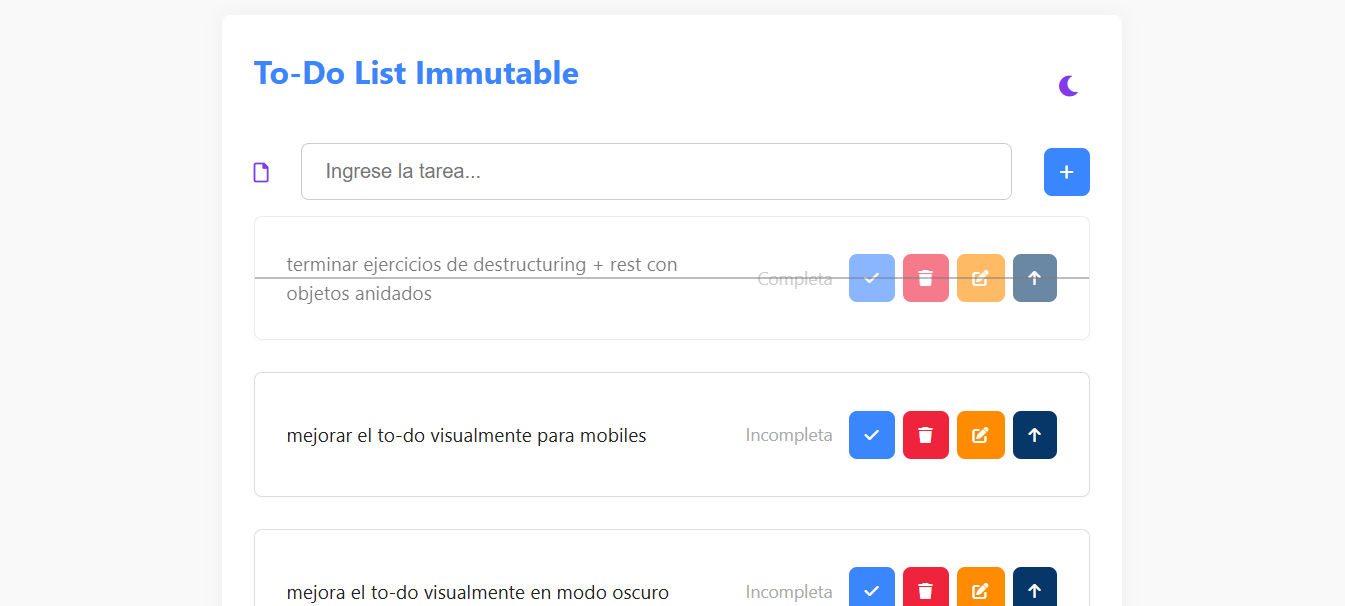 To-Do List Immutable
Ingrese la tarea...
+
terminar ejercicios de destructuring + rest con
objetos anidados
Completa
mejorar el to-do visualmente para mobiles
Incompleta
mejora el to-do visualmente en modo oscuro
Incompleta